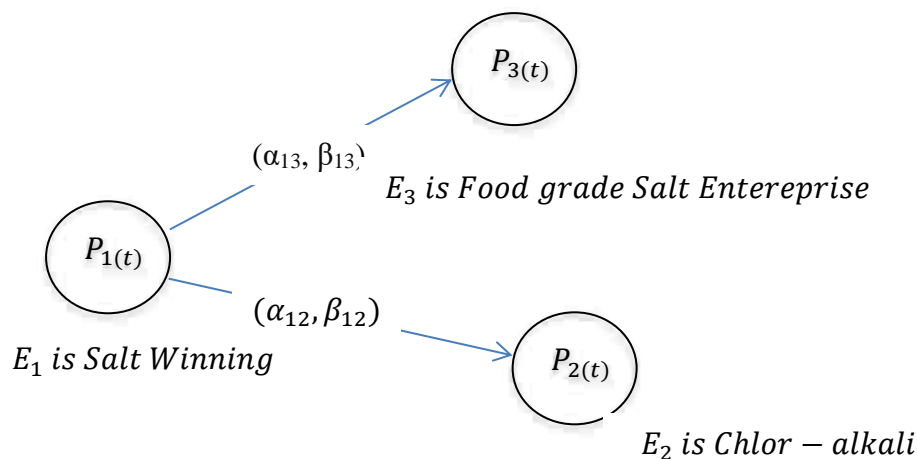 P₃₍ₜ₎
(α₁₃, β₁₃)
E₃ is Food grade Salt Entereprise
P₁₍ₜ₎
(α₁₂, β₁₂)
E₁ is Salt Winning
P₂₍ₜ₎
E₂ is Chlor − alkali